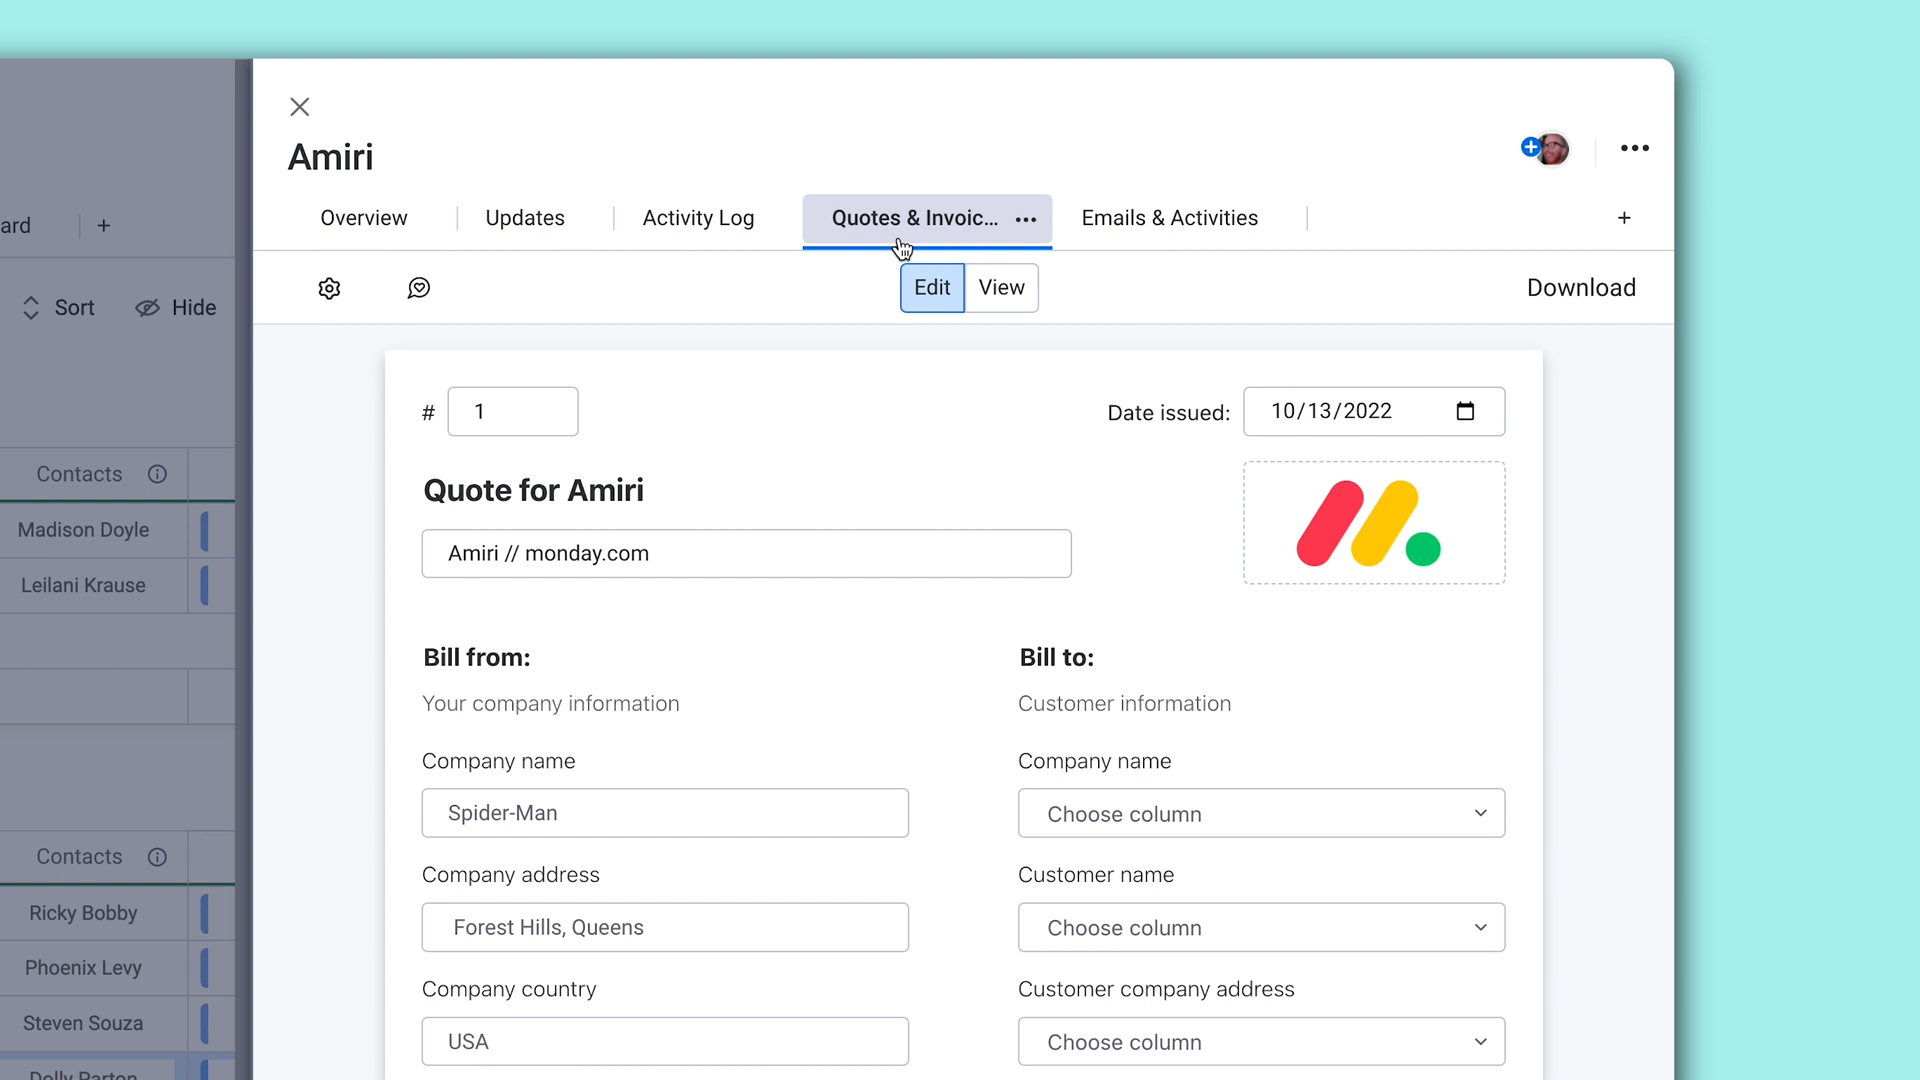 Amiri
Overview
Updates
Activity Log
Quotes & Invoic...
Emails & Activities
+
ard
+
Sort
Hide
Edit
View
Download
# 1
Date issued: 10/13/2022
Quote for Amiri
Amiri // monday.com
Bill from:
Your company information
Company name
Spider-Man
Company address
Forest Hills, Queens
Company country
USA
Bill to:
Customer information
Company name
Choose column
Customer name
Choose column
Customer company address
Choose column
Contacts
Madison Doyle
Leilani Krause
Contacts
Ricky Bobby
Phoenix Levy
Steven Souza
Dolly Parton